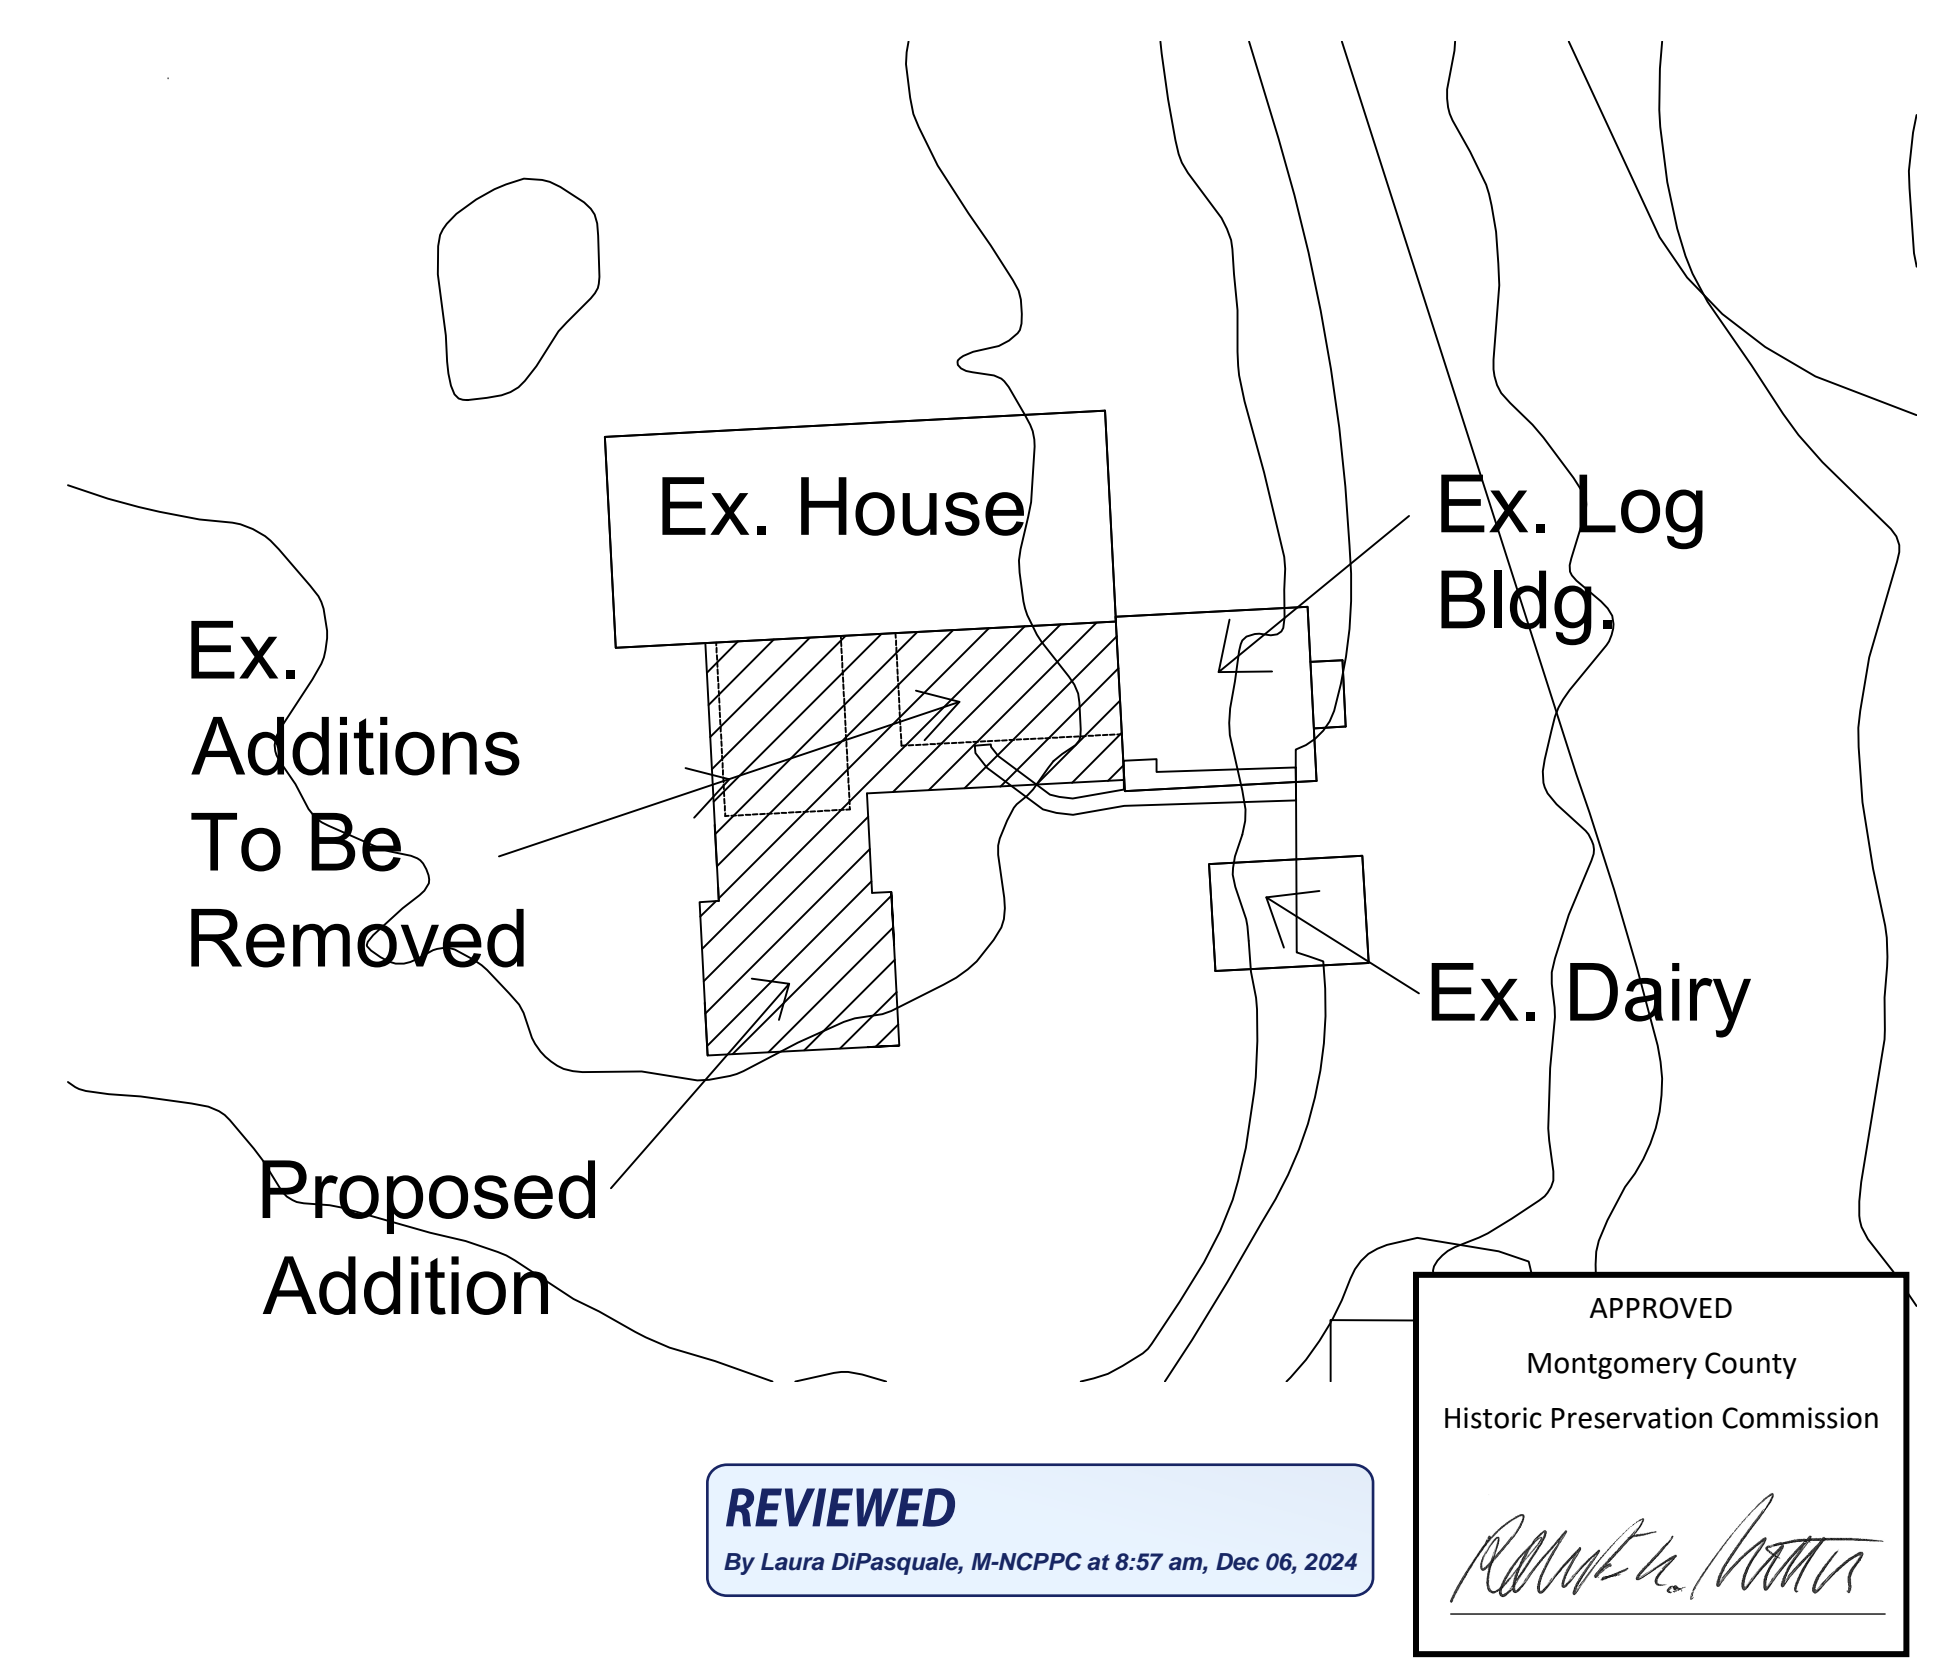 Ex. House
Ex. Log
Bldg.
Ex.
Additions
To Be
Removed
Ex. Dairy
Proposed
Addition
APPROVED
Montgomery County
Historic Preservation Commission
REVIEWED
By Laura DiPasquale, M-NCPPC at 8:57 am, Dec 06, 2024